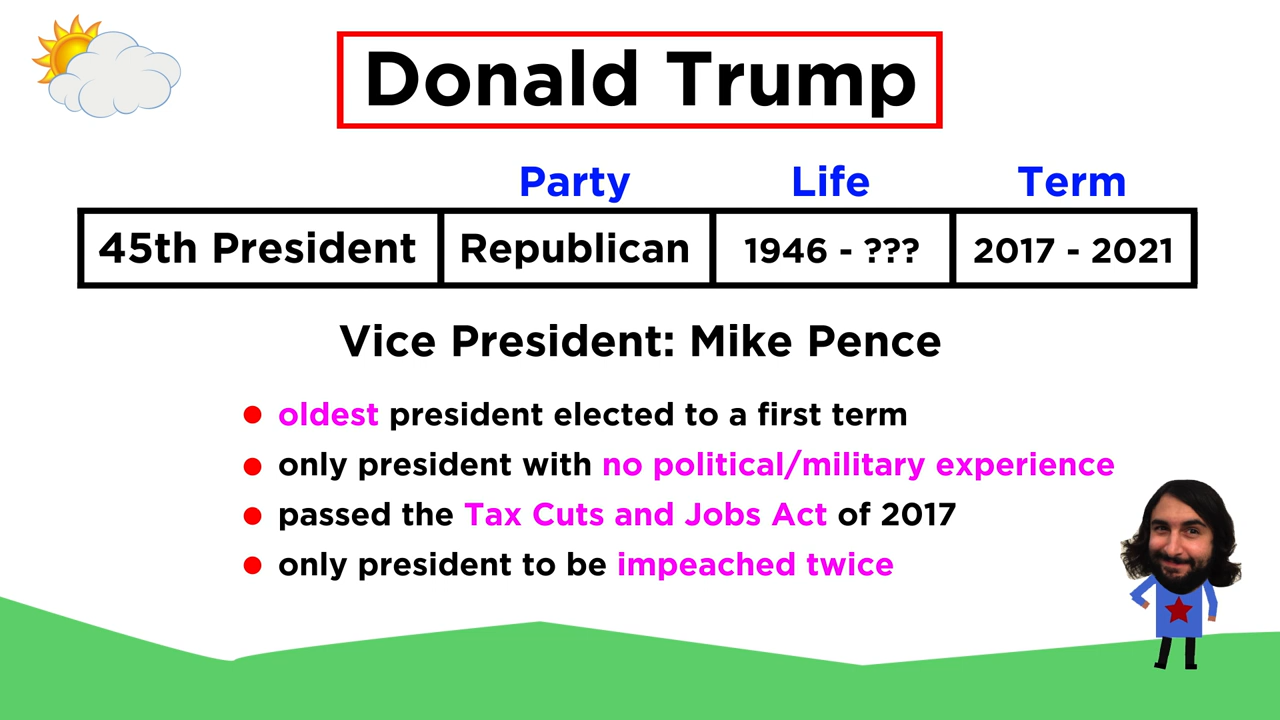 Donald Trump
Party Life Term
45th President Republican 1946 - ??? 2017 - 2021
Vice President: Mike Pence
oldest president elected to a first term
only president with no political/military experience
passed the Tax Cuts and Jobs Act of 2017
only president to be impeached twice